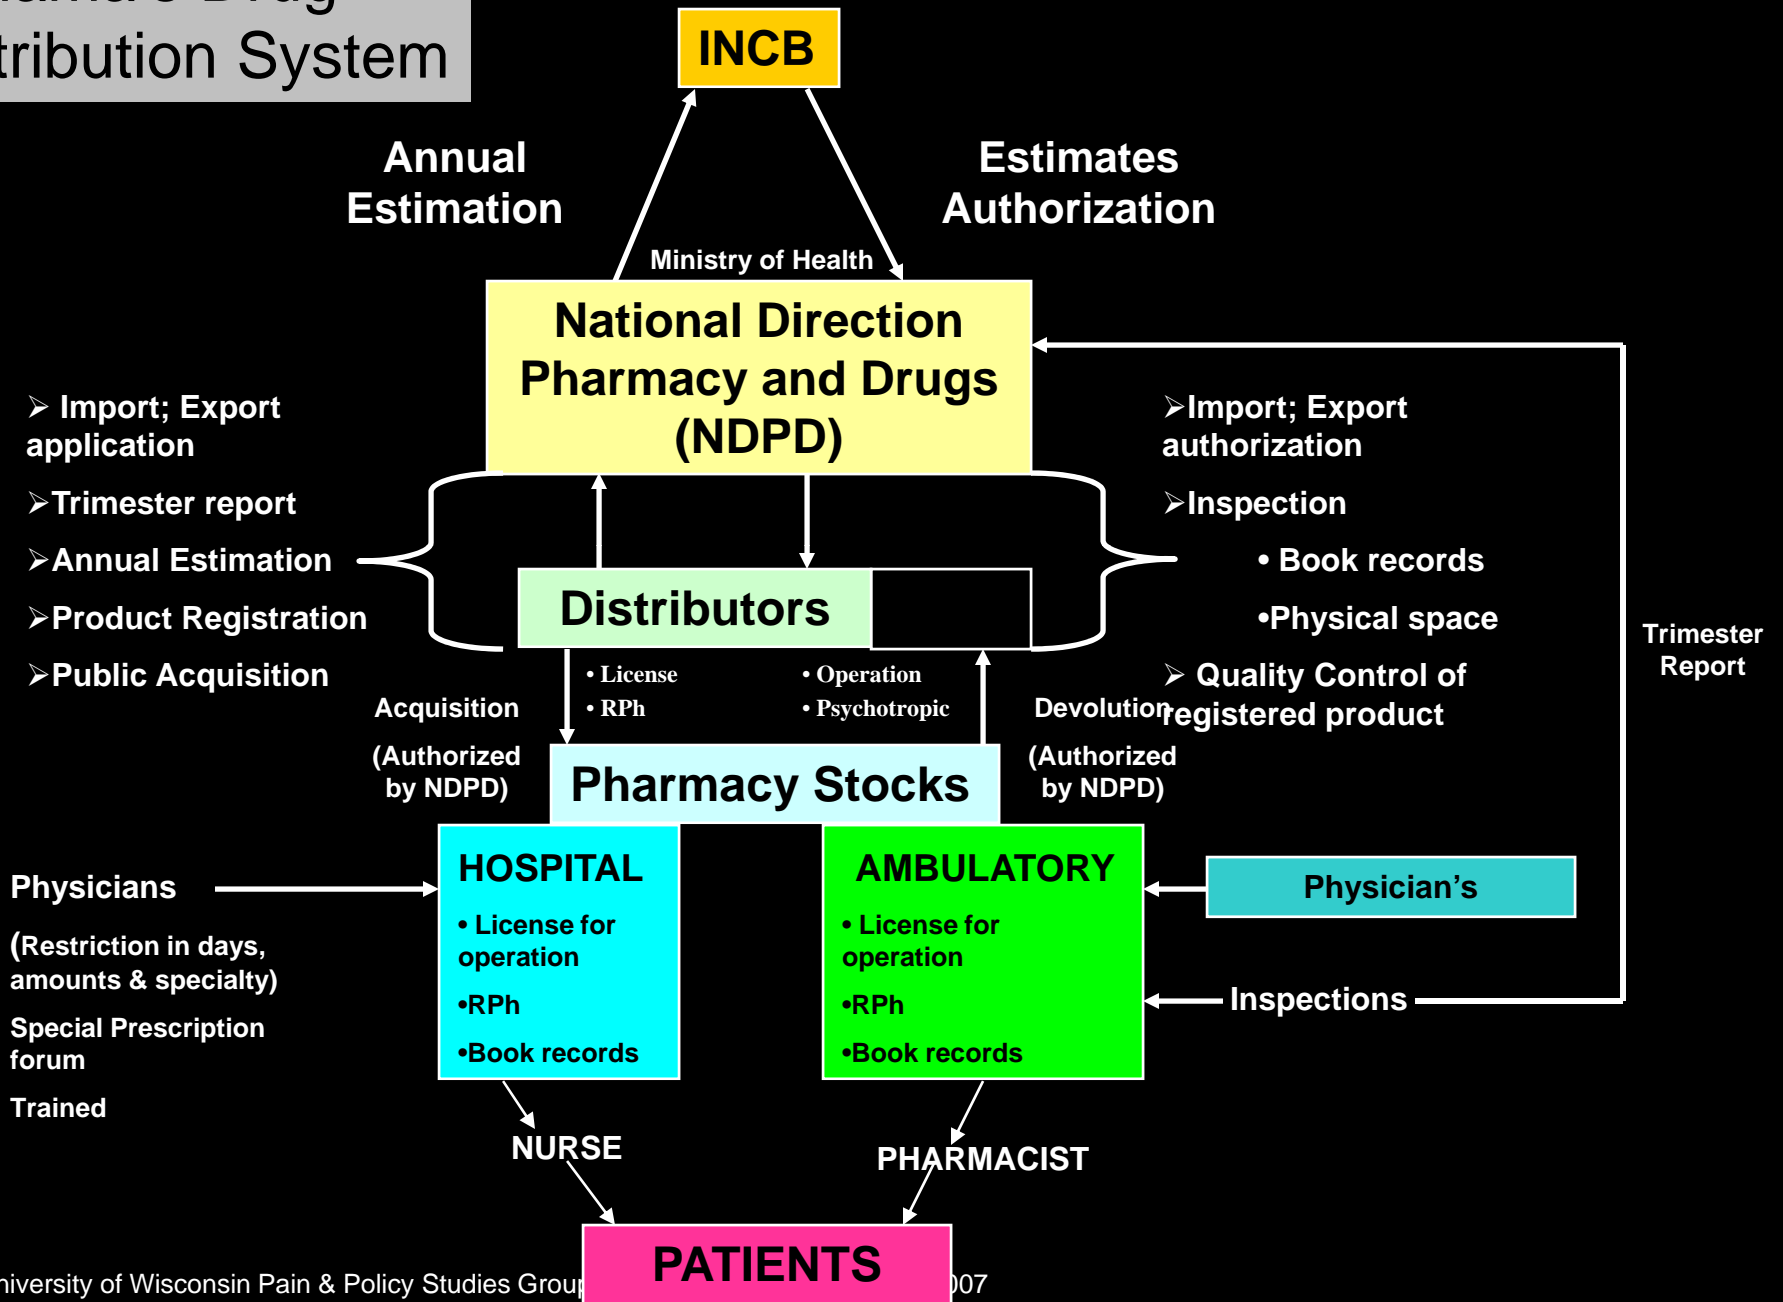 Drug
tribution System
INCB
Annual
Estimation
Estimates
Authorization
Ministry of Health
National Direction
Pharmacy and Drugs
(NDPD)
➢ Import; Export
application
➢Trimester report
➢Annual Estimation
➢Product Registration
➢Public Acquisition
➢Import; Export
authorization
➢Inspection
• Book records
•Physical space
➢ Quality Control of
registered product
Trimester
Report
Distributors
• License
• RPh
• Operation
• Psychotropic
Acquisition
(Authorized
by NDPD)
Devolution
(Authorized
by NDPD)
Pharmacy Stocks
Physicians
(Restriction in days,
amounts & specialty)
Special Prescription
forum
Trained
HOSPITAL
• License for
operation
•RPh
•Book records
AMBULATORY
• License for
operation
•RPh
•Book records
Physician’s
Inspections
NURSE
PHARMACIST
PATIENTS
niversity of Wisconsin Pain & Policy Studies Group
007